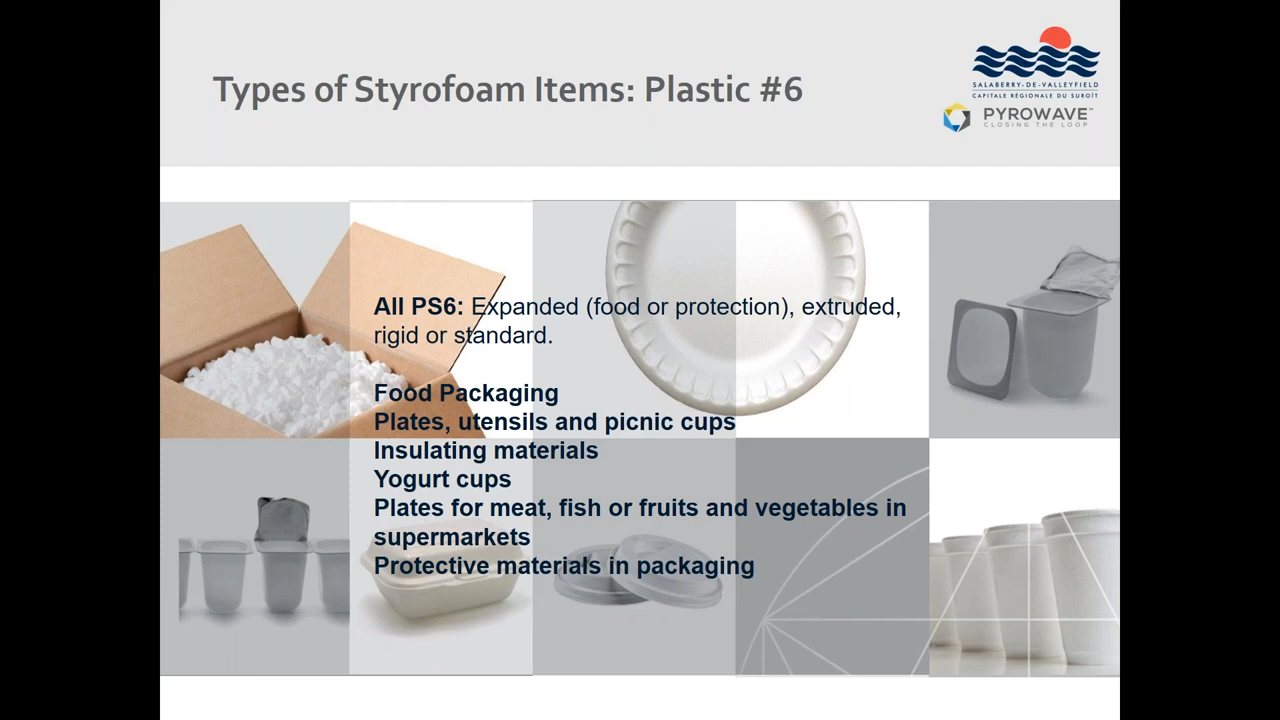 Types of Styrofoam Items: Plastic #6
SALABERRY-DE-VALLEYFIELD
CAPITALE RÉGIONALE DU SUROÎT
PYROWAVE™
CLOSING THE LOOP
All PS6: Expanded (food or protection), extruded,
rigid or standard.
Food Packaging
Plates, utensils and picnic cups
Insulating materials
Yogurt cups
Plates for meat, fish or fruits and vegetables in
supermarkets
Protective materials in packaging